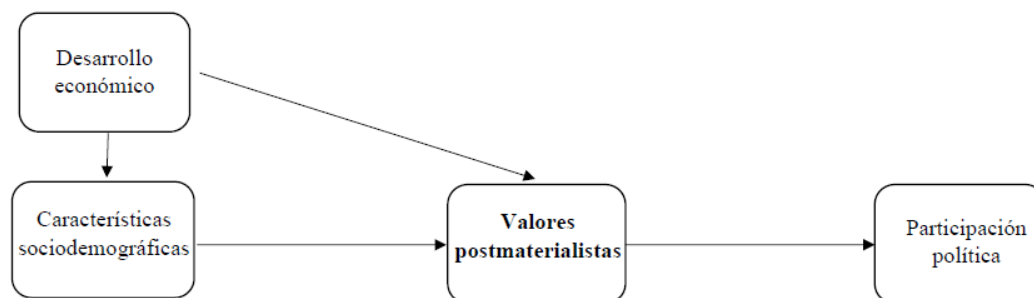 Desarrollo
económico
Características
sociodemográficas
Valores
postmaterialistas
Participación
política